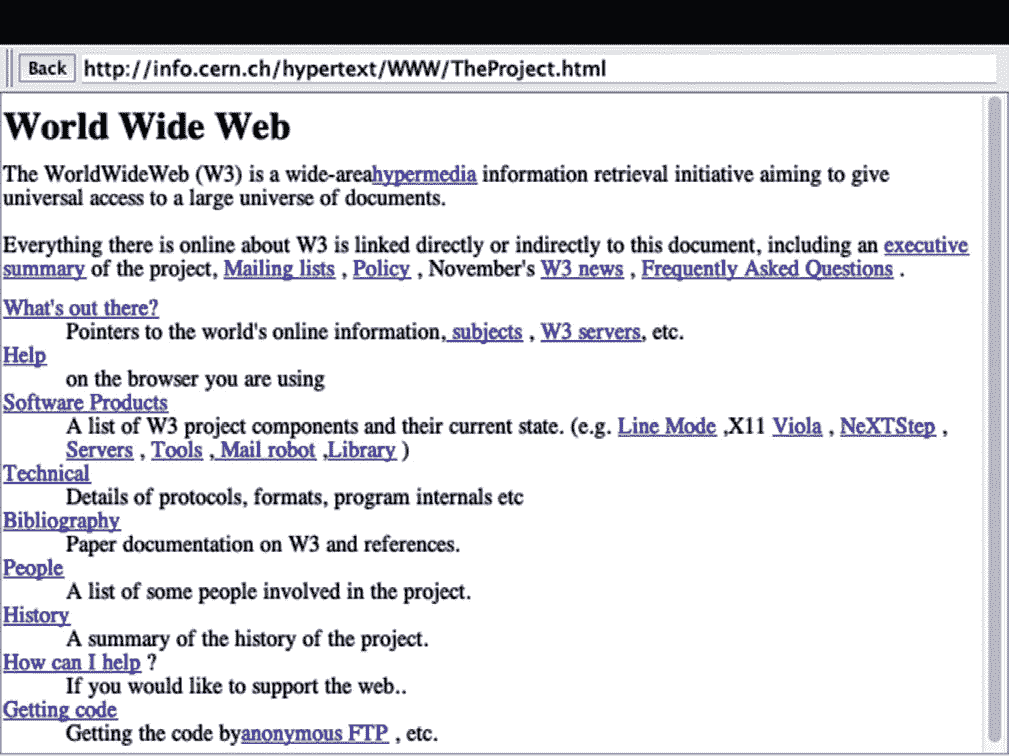 Back http://info.cern.ch/hypertext/WWW/TheProject.html
World Wide Web
The WorldWideWeb (W3) is a wide-areahypermedia information retrieval initiative aiming to give
universal access to a large universe of documents.
Everything there is online about W3 is linked directly or indirectly to this document, including an executive
summary of the project, Mailing lists , Policy , November's W3 news , Frequently Asked Questions .
What's out there?
Pointers to the world's online information, subjects , W3 servers, etc.
Help
on the browser you are using
Software Products
A list of W3 project components and their current state. (e.g. Line Mode ,X11 Viola , NeXTStep ,
Servers , Tools , Mail robot ,Library )
Technical
Details of protocols, formats, program internals etc
Bibliography
Paper documentation on W3 and references.
People
A list of some people involved in the project.
History
A summary of the history of the project.
How can I help ?
If you would like to support the web..
Getting code
Getting the code byanonymous FTP , etc.